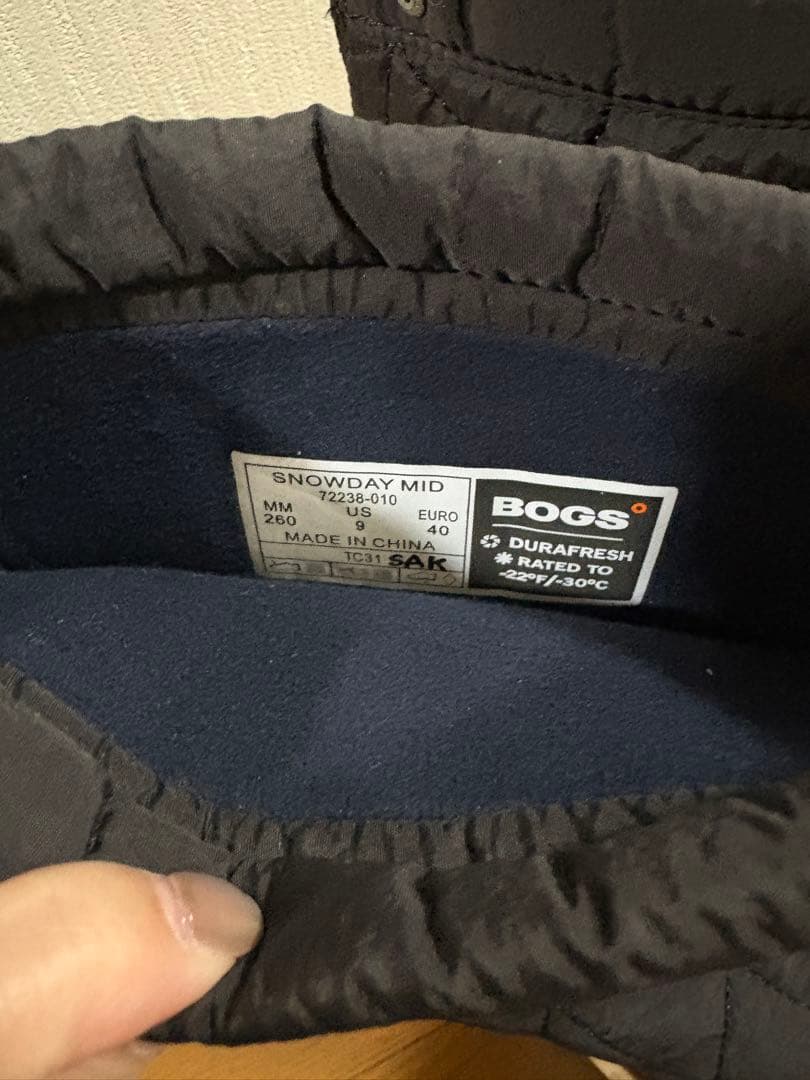 SNOWDAY MID
72238-010
MM US EURO
260 9 40
MADE IN CHINA
TC31 SAK
BOGS
DURAFRESH
RATED TO
-22°F/-30°C